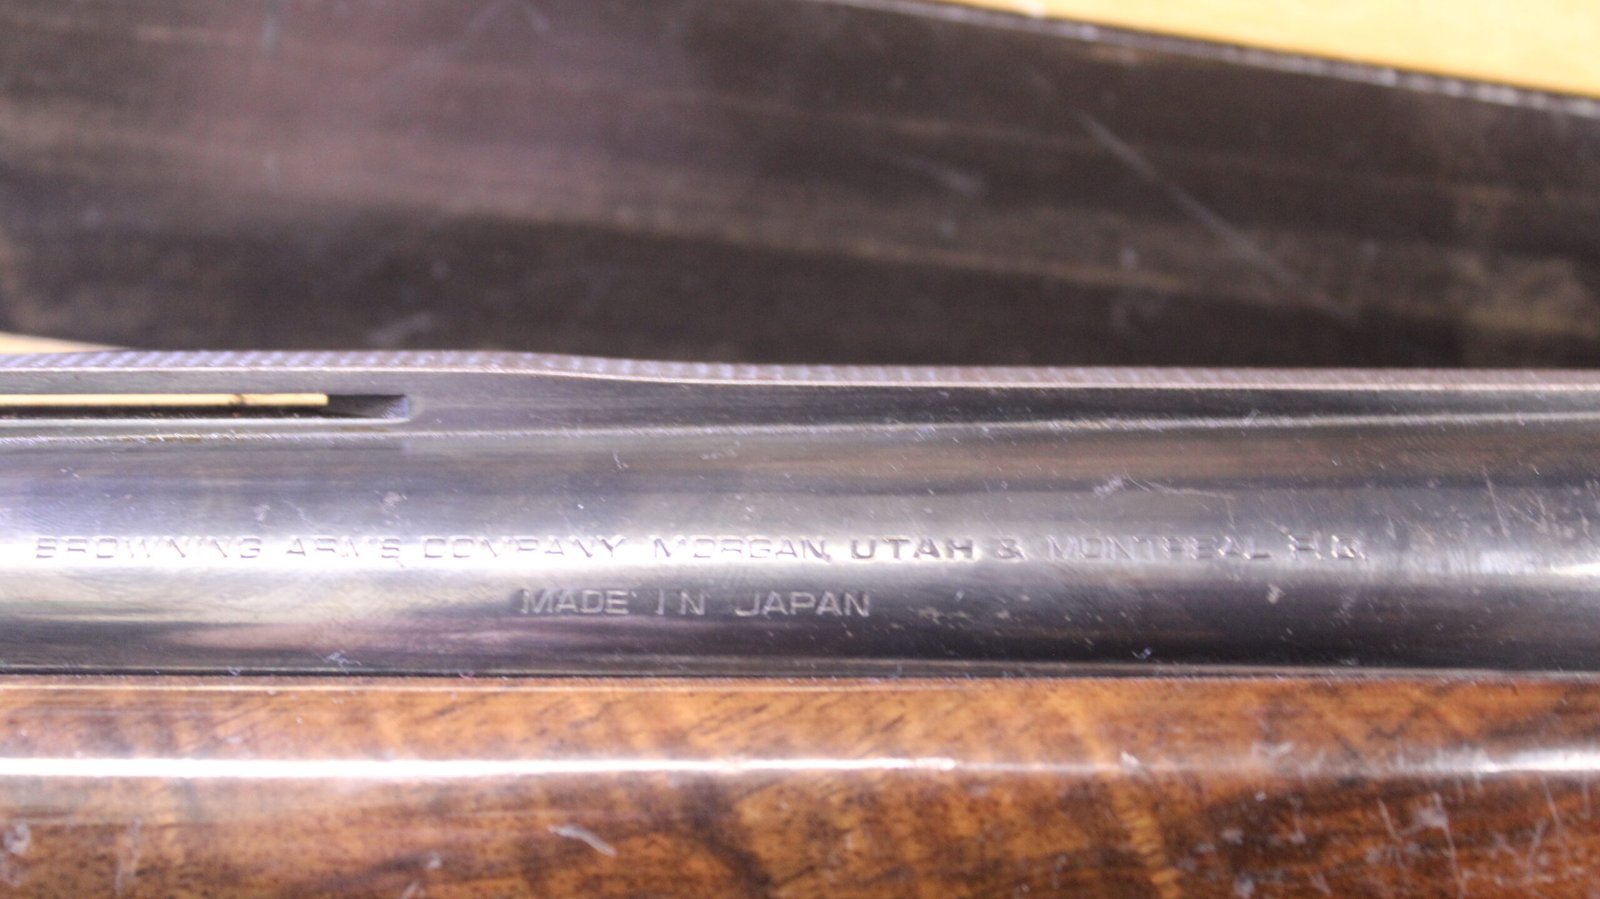 BROWNING ARMS COMPANY MORGAN, UTAH & MONTREAL P.Q.
MADE IN JAPAN